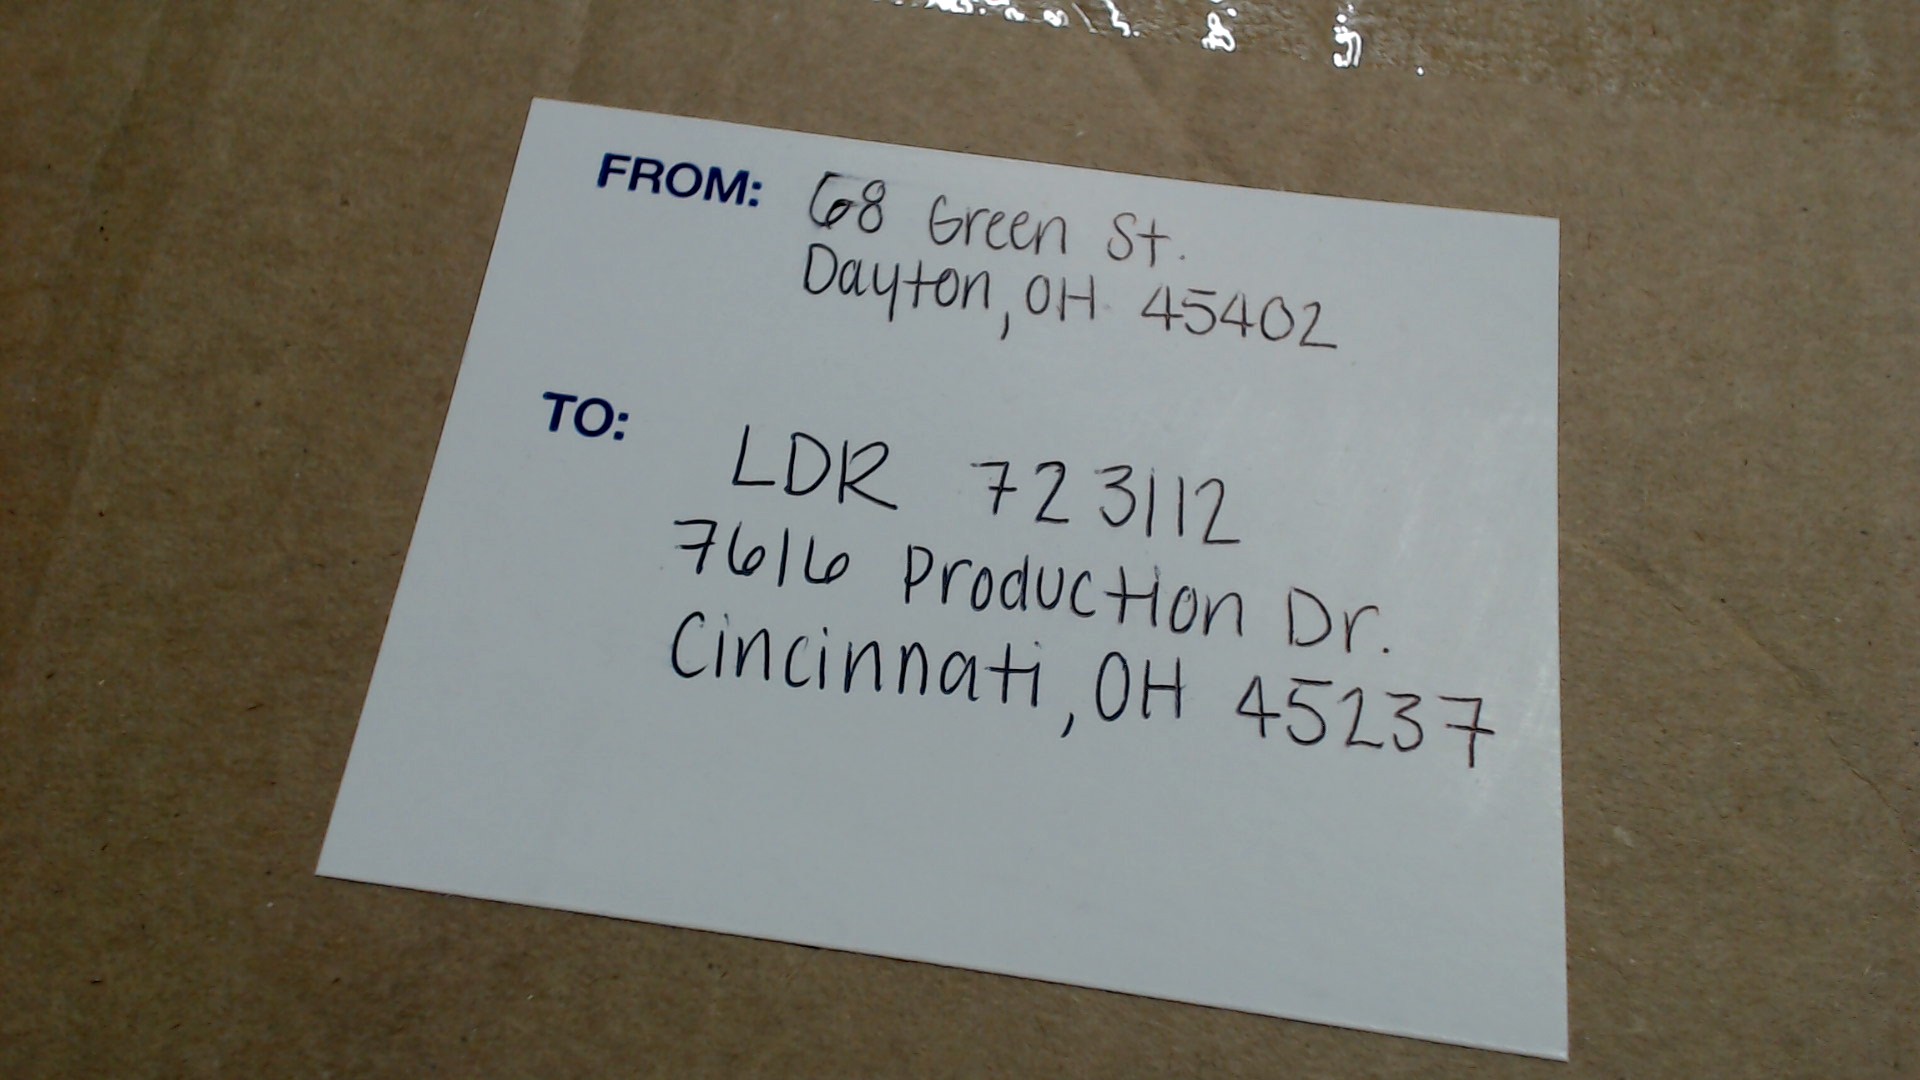 FROM: 68 Green St.
Dayton, OH 45402
TO:
LDR 723112
7616 Production Dr.
Cincinnati, OH 45237